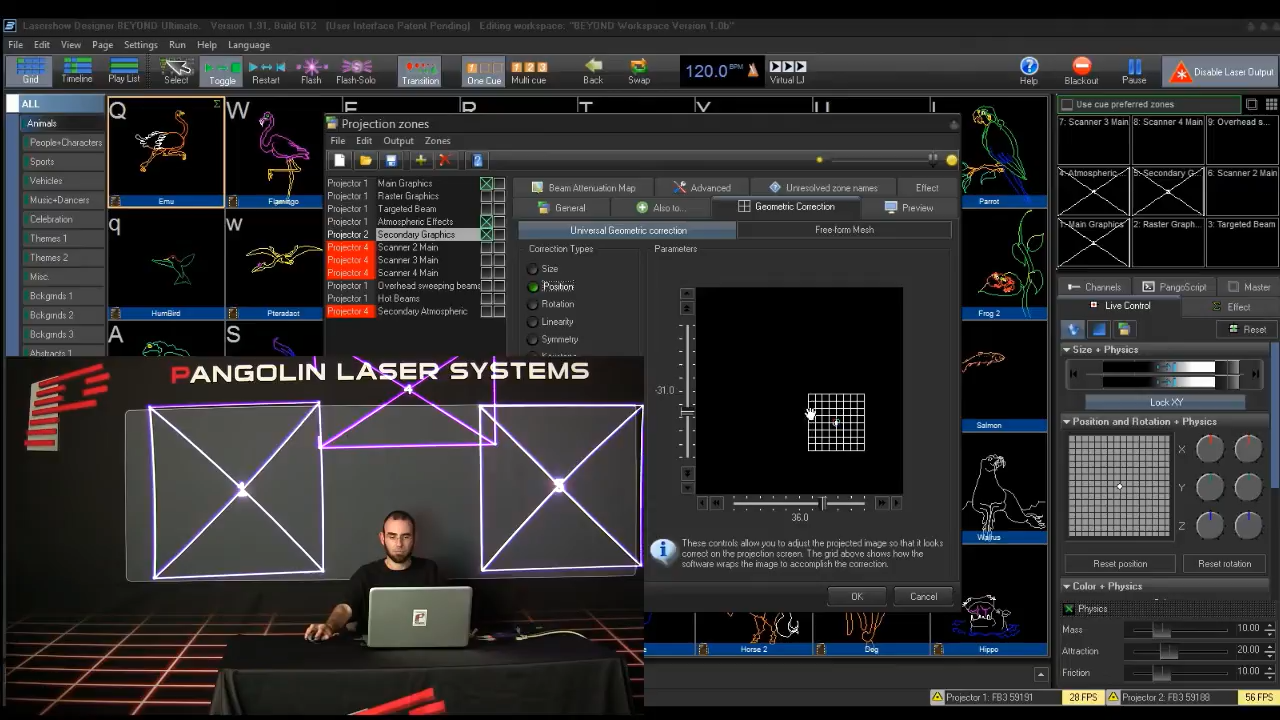 Lasershow Designer BEYOND Ultimate. Version 1.91, Build 612 [User Interface Patent Pending] Editing workspace: "BEYOND Workspace Version 1.0b"
File Edit View Page Settings Run Help Language
Grid Timeline Play List Select Toggle Restart Flash Flash-Solo Transition One Cue Multi cue Back Swap 120.0 BPM Virtual LJ Help Blackout Pause Disable Laser Output
ALL
Animals
People+Characters
Sports
Vehicles
Music+Dances
Celebration
Themes 1
Themes 2
Misc.
Bckgnds 1
Bckgnds 2
Bckgnds 3
Abstracts 1
Q W E R T Y U I
Emu Flamigo
q w
HumBird Pteradact
A S
Projection zones
File Edit Output Zones
Projector 1 Main Graphics
Projector 1 Raster Graphics
Projector 1 Targeted Beam
Projector 1 Atmospheric Effects
Projector 2 Secondary Graphics
Projector 4 Scanner 2 Main
Projector 4 Scanner 3 Main
Projector 4 Scanner 4 Main
Projector 1 Overhead sweeping beams
Projector 1 Hot Beams
Projector 4 Secondary Atmospheric
Beam Attenuation Map Advanced Unresolved zone names Effect
General Also to... Geometric Correction Preview
Universal Geometric correction Free-form Mesh
Correction Types
Size
Position
Rotation
Linearity
Symmetry
Parameters
-31.0
36.0
These controls allow you to adjust the projected image so that it looks
correct on the projection screen. The grid above shows how the
software wraps the image to accomplish the correction.
OK Cancel
Parrot
Frog 2
Salmon
Walrus
Horse 2 Dog Hippo
Use cue preferred zones
7: Scanner 3 Main 8: Scanner 4 Main 9: Overhead s...
4: Atmospheric 5: Secondary G... 6: Scanner 2 Main
1: Main Graphics 2: Raster Graph... 3: Targeted Beam
Channels PangoScript Master
Live Control Effect
Reset
Size + Physics
Lock XY
Position and Rotation + Physics
X
Y
Z
Reset position Reset rotation
Color + Physics
Physics
Mass 10.00
Attraction 20.00
Friction 10.00
Projector 1: FB3 59191 28 FPS Projector 2: FB3 59188 56 FPS
PANGOLIN LASER SYSTEMS